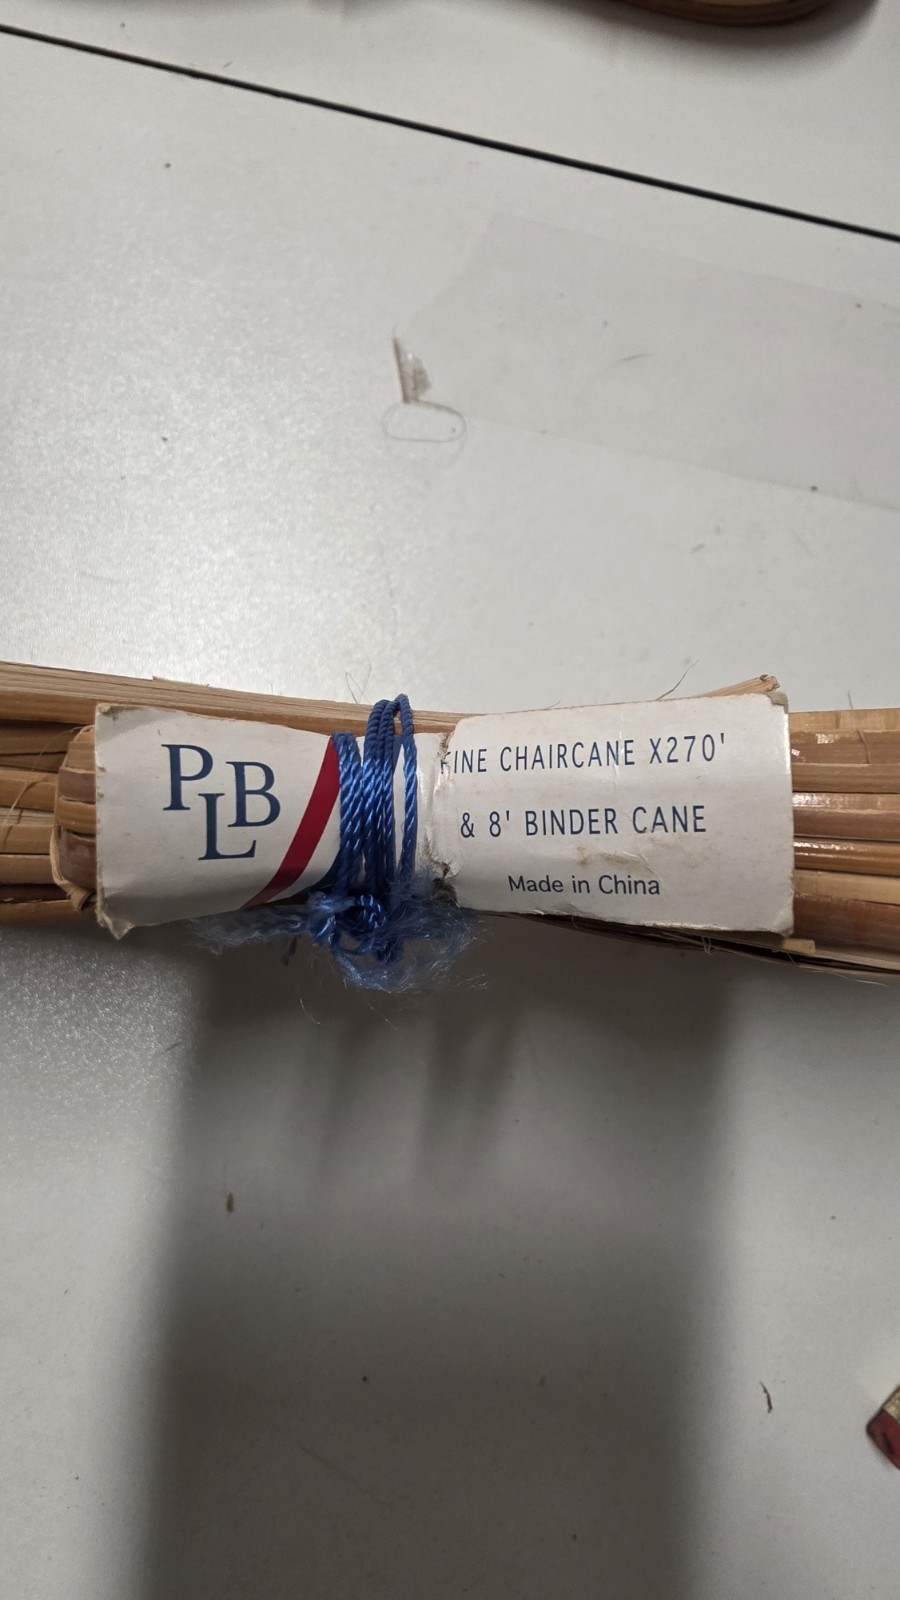 PLB
FINE CHAIRCANE X270'
& 8' BINDER CANE
Made in China